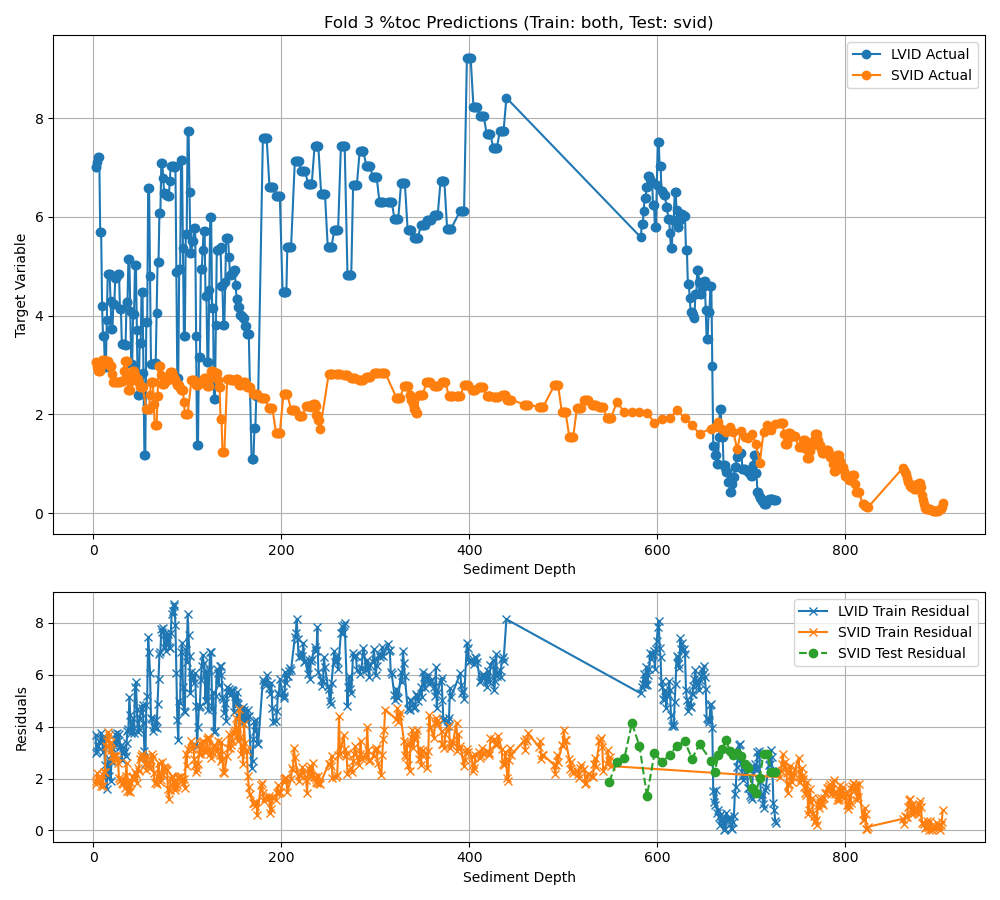 Fold 3 %toc Predictions (Train: both, Test: svid)
Target Variable
8
6
4
2
0
LVID Actual
SVID Actual
0 200 400 600 800
Sediment Depth
Residuals
8
6
4
2
0
LVID Train Residual
SVID Train Residual
SVID Test Residual
0 200 400 600 800
Sediment Depth